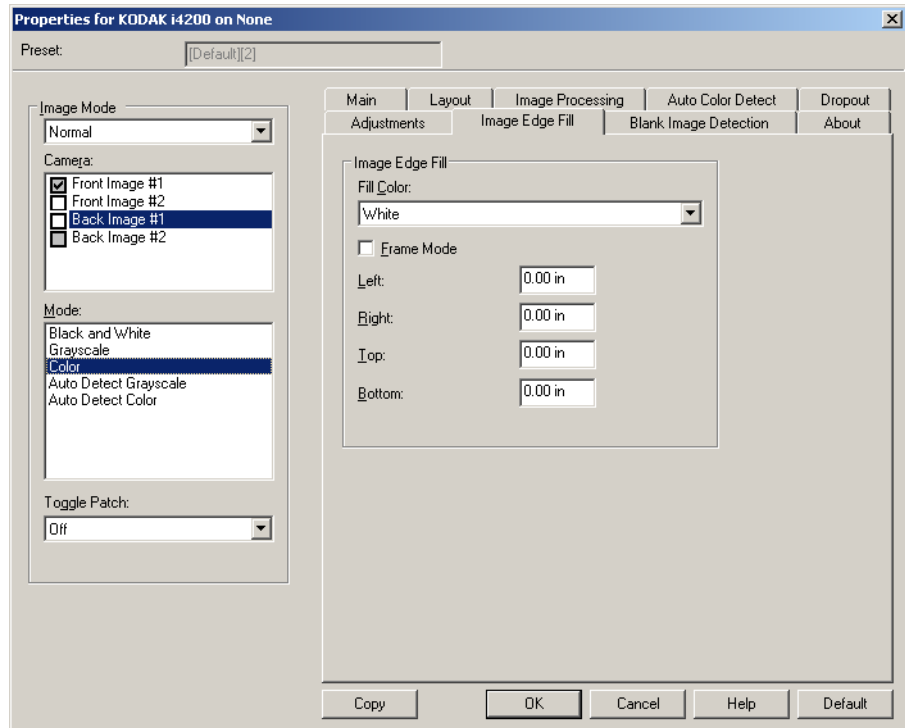 Properties for KODAK i4200 on None
Preset:
[Default][2]
Image Mode
Normal
Camera:
Front Image #1
Front Image #2
Back Image #1
Back Image #2
Mode:
Black and White
Grayscale
Color
Auto Detect Grayscale
Auto Detect Color
Toggle Patch:
Off
Main
Layout
Image Processing
Auto Color Detect
Dropout
Adjustments
Image Edge Fill
Blank Image Detection
About
Image Edge Fill
Fill Color:
White
Frame Mode
Left: 0.00 in
Right: 0.00 in
Top: 0.00 in
Bottom: 0.00 in
Copy
OK
Cancel
Help
Default